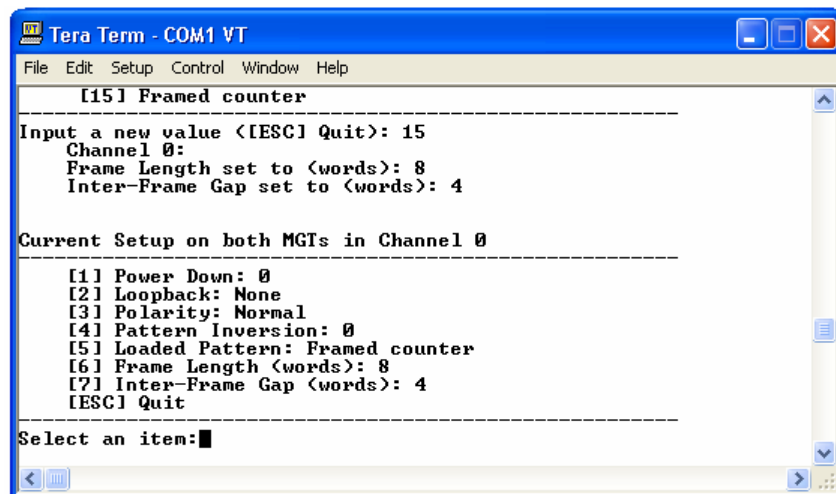 Tera Term - COM1 VT
File Edit Setup Control Window Help
[15] Framed counter
Input a new value ([ESC] Quit): 15
Channel 0:
Frame Length set to (words): 8
Inter-Frame Gap set to (words): 4
Current Setup on both MGTs in Channel 0
[1] Power Down: 0
[2] Loopback: None
[3] Polarity: Normal
[4] Pattern Inversion: 0
[5] Loaded Pattern: Framed counter
[6] Frame Length (words): 8
[7] Inter-Frame Gap (words): 4
[ESC] Quit
Select an item: